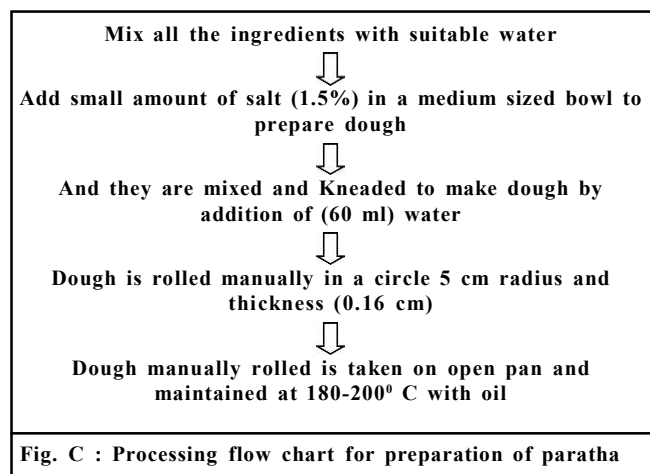 Mix all the ingredients with suitable water
Add small amount of salt (1.5%) in a medium sized bowl to
prepare dough
And they are mixed and Kneaded to make dough by
addition of (60 ml) water
Dough is rolled manually in a circle 5 cm radius and
thickness (0.16 cm)
Dough manually rolled is taken on open pan and
maintained at 180-200⁰ C with oil
Fig. C : Processing flow chart for preparation of paratha